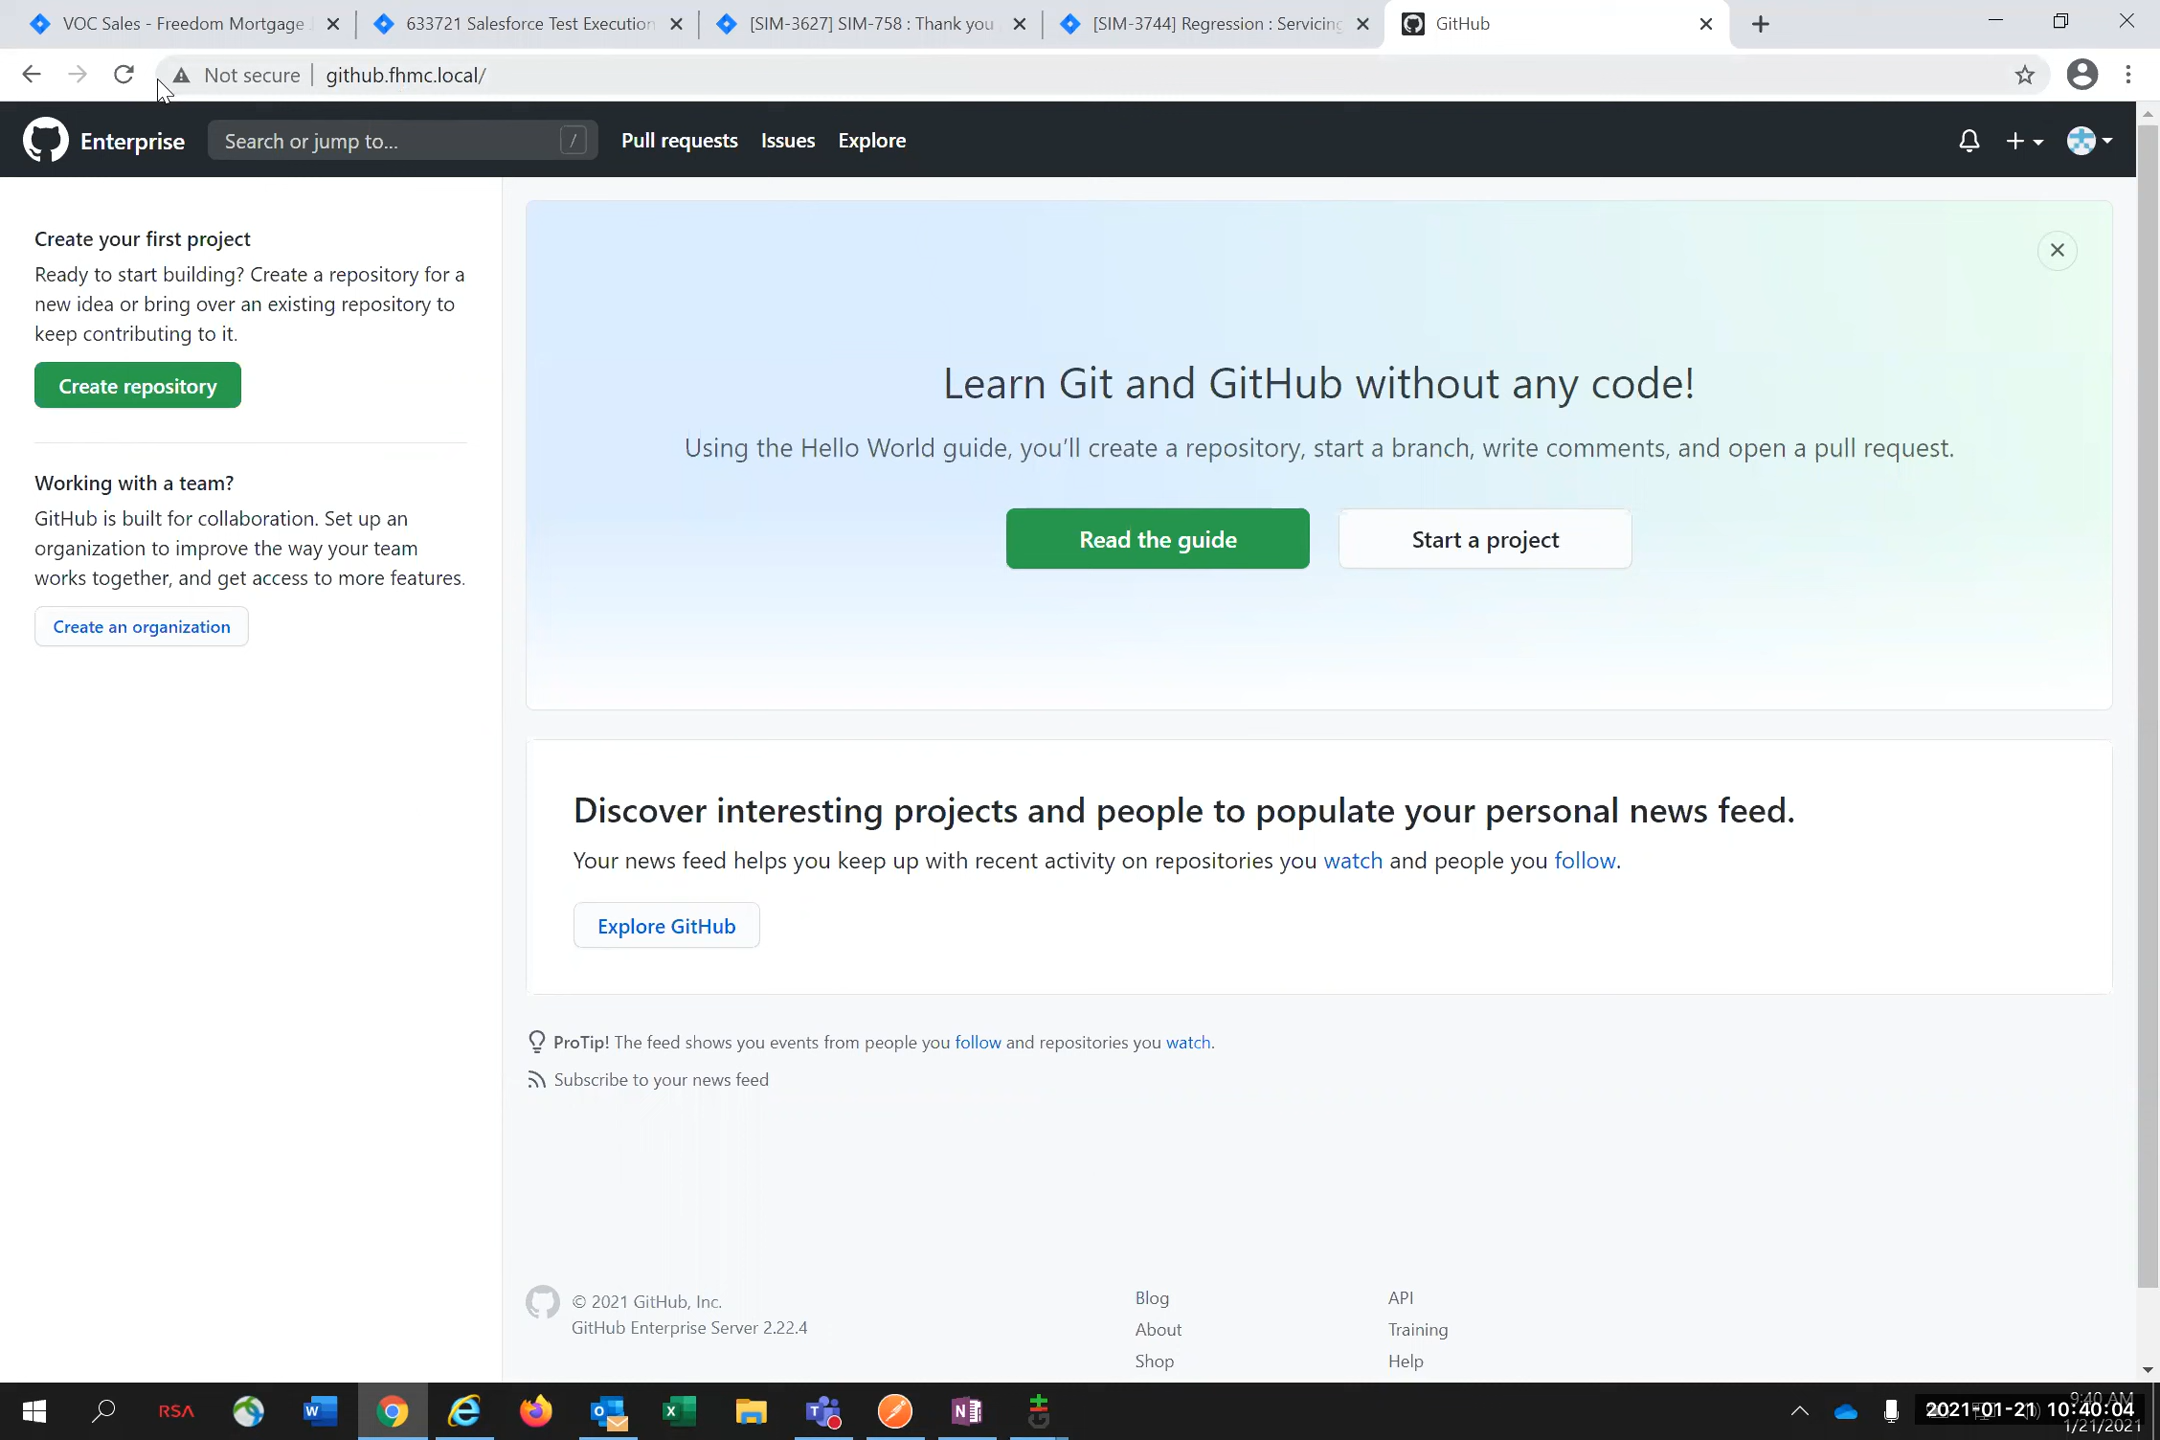 VOC Sales - Freedom Mortgage
633721 Salesforce Test Execution
[SIM-3627] SIM-758 : Thank you
[SIM-3744] Regression : Servicing
GitHub
Not secure
github.fhmc.local/
Enterprise
Search or jump to...
/
Pull requests
Issues
Explore
Create your first project
Ready to start building? Create a repository for a
new idea or bring over an existing repository to
keep contributing to it.
Create repository
Working with a team?
GitHub is built for collaboration. Set up an
organization to improve the way your team
works together, and get access to more features.
Create an organization
Learn Git and GitHub without any code!
Using the Hello World guide, you’ll create a repository, start a branch, write comments, and open a pull request.
Read the guide
Start a project
Discover interesting projects and people to populate your personal news feed.
Your news feed helps you keep up with recent activity on repositories you watch and people you follow.
Explore GitHub
ProTip! The feed shows you events from people you follow and repositories you watch.
Subscribe to your news feed
© 2021 GitHub, Inc.
GitHub Enterprise Server 2.22.4
Blog
About
Shop
API
Training
Help
RSA
9:40 AM
2021-01-21 10:40:04
1/21/2021